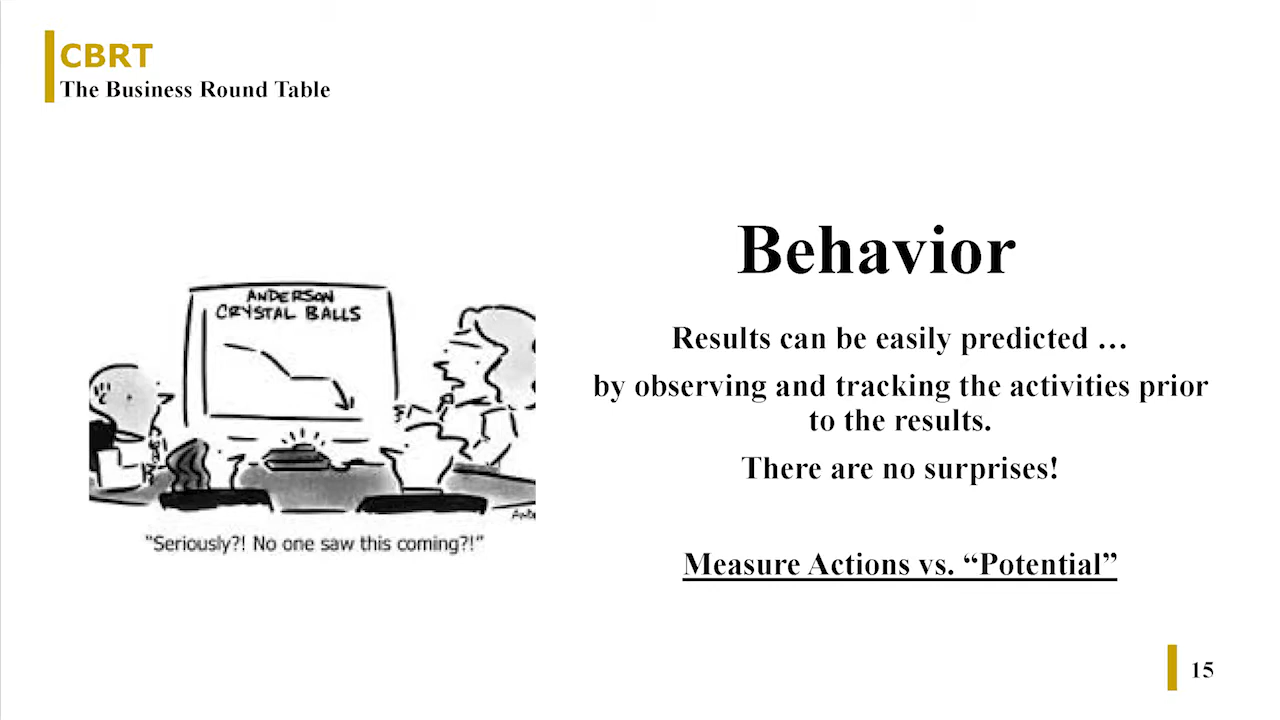 CBRT
The Business Round Table
ANDERSON
CRYSTAL BALLS
"Seriously?! No one saw this coming?!"
Behavior
Results can be easily predicted …
by observing and tracking the activities prior
to the results.
There are no surprises!
Measure Actions vs. “Potential”
15